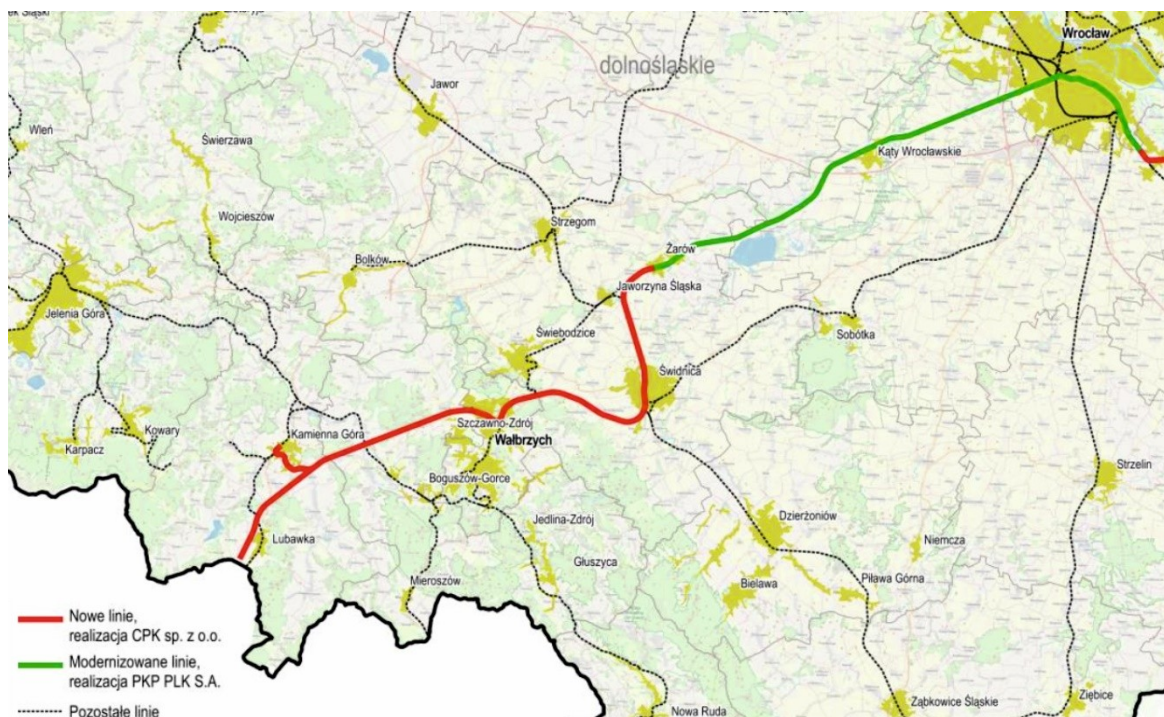 Złotoryja
Wrocław
dolnośląskie
Jawor
Wleń
Świerzawa
Kąty Wrocławskie
Wojcieszów
Strzegom
Żarów
Bolków
Jaworzyna Śląska
Jelenia Góra
Sobótka
Świebodzice
Świdnica
Kowary
Karpacz
Kamienna Góra
Szczawno-Zdrój
Wałbrzych
Boguszów-Gorce
Strzelin
Jedlina-Zdrój
Dzierżoniów
Lubawka
Głuszyca
Niemcza
Mieroszów
Bielawa
Piława Górna
Nowe linie,
realizacja CPK sp. z o.o.
Modernizowane linie,
realizacja PKP PLK S.A.
Pozostałe linie
Nowa Ruda
Ząbkowice Śląskie
Ziębice